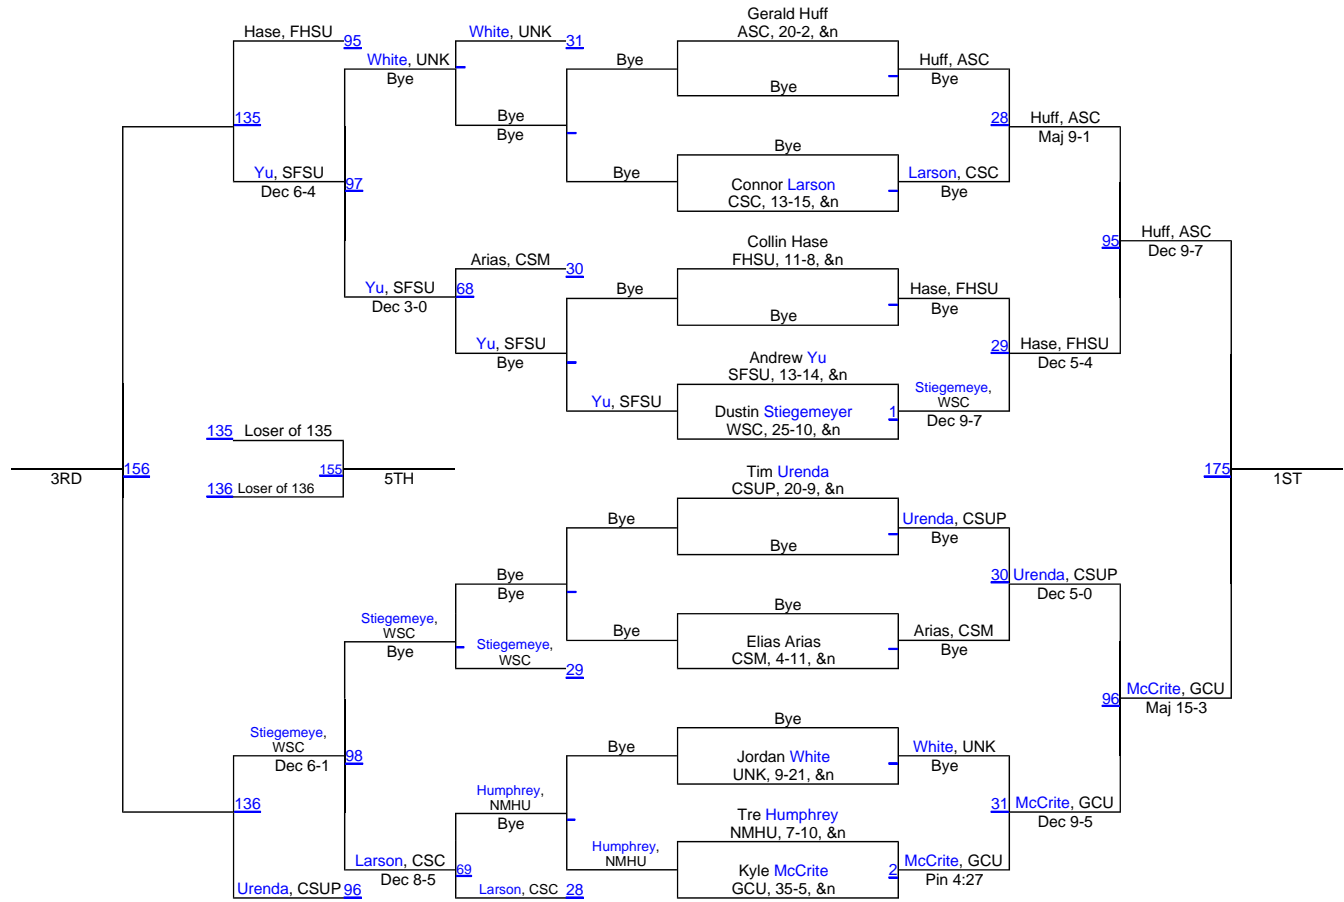 Gerald Huff
Hase, FHSU
95
White, UNK
31
ASC, 20-2, &n
White, UNK
Bye
Bye
Huff, ASC
Bye
Bye
135
Bye
Bye
28
Huff, ASC
Maj 9-1
Bye
Yu, SFSU
Dec 6-4
97
Bye
Connor Larson
CSC, 13-15, &n
Larson, CSC
Bye
Collin Hase
FHSU, 11-8, &n
95
Huff, ASC
Dec 9-7
Arias, CSM
30
Yu, SFSU
Dec 3-0
68
Bye
Bye
Hase, FHSU
Bye
Yu, SFSU
Bye
Andrew Yu
SFSU, 13-14, &n
29
Hase, FHSU
Dec 5-4
Yu, SFSU
Dustin Stiegemeyer
WSC, 25-10, &n
1
Stiegemeye,
WSC
Dec 9-7
135
Loser of 135
3RD
156
155
5TH
136
Loser of 136
Tim Urenda
CSUP, 20-9, &n
175
1ST
Bye
Bye
Urenda, CSUP
Bye
Bye
Bye
30
Urenda, CSUP
Dec 5-0
Stiegemeye,
WSC
Bye
Stiegemeye,
WSC
29
Bye
Bye
Elias Arias
CSM, 4-11, &n
Arias, CSM
Bye
96
McCrite, GCU
Maj 15-3
Stiegemeye,
WSC
Dec 6-1
98
Bye
Bye
Jordan White
UNK, 9-21, &n
White, UNK
Bye
136
Humphrey,
NMHU
Bye
Tre Humphrey
NMHU, 7-10, &n
31
McCrite, GCU
Dec 9-5
Larson, CSC
Dec 8-5
69
Humphrey,
NMHU
Kyle McCrite
GCU, 35-5, &n
2
McCrite, GCU
Pin 4:27
Urenda, CSUP
96
Larson, CSC
28